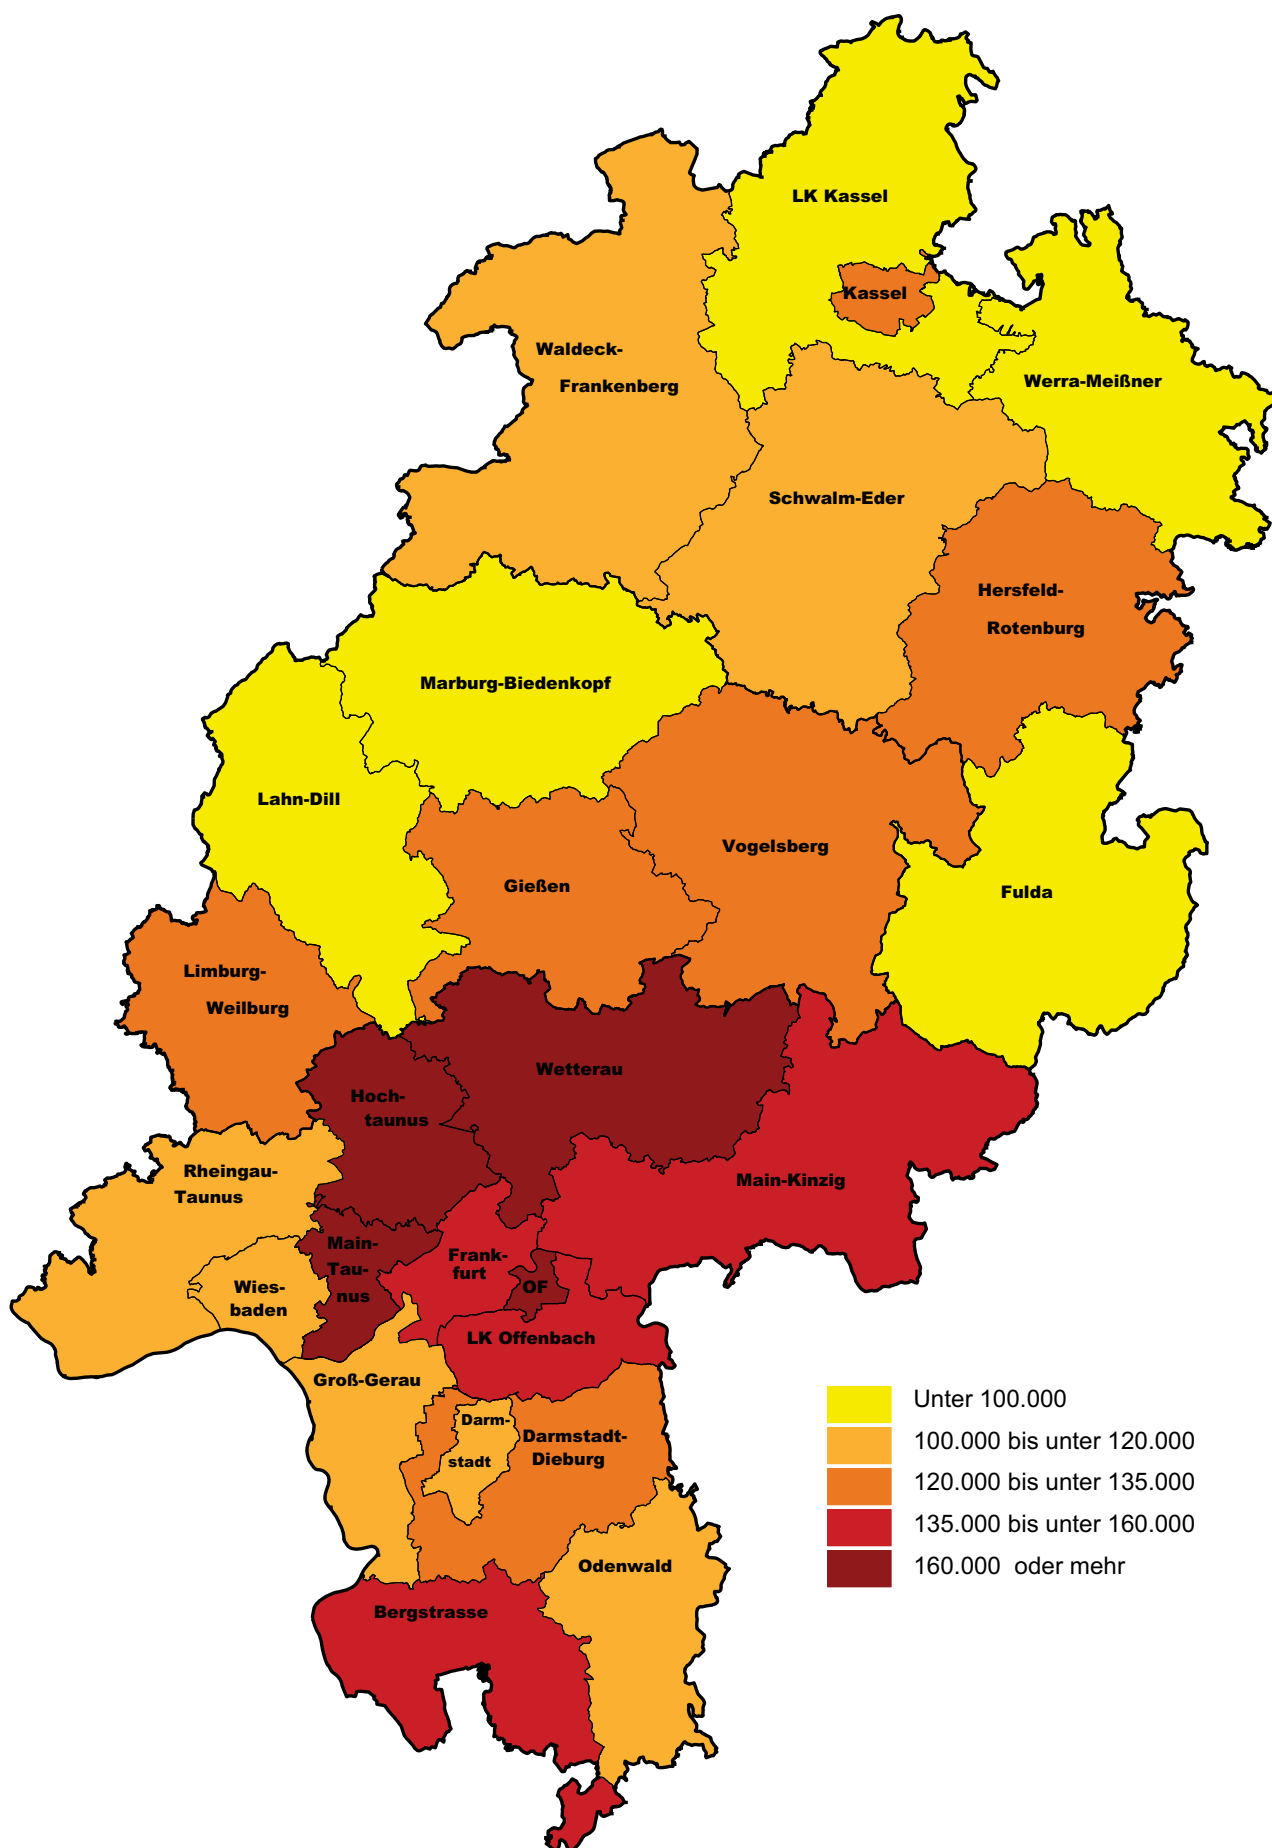 LK Kassel
Kassel
Waldeck-
Frankenberg
Werra-Meißner
Schwalm-Eder
Hersfeld-
Rotenburg
Marburg-Biedenkopf
Lahn-Dill
Vogelsberg
Gießen
Fulda
Limburg-
Weilburg
Wetterau
Hoch-
taunus
Rheingau-
Taunus
Main-Kinzig
Main-
Tau-
nus
Frank-
furt
Wies-
baden
OF
LK Offenbach
Groß-Gerau
Darm-
stadt
Darmstadt-
Dieburg
Odenwald
Bergstrasse
Unter 100.000
100.000 bis unter 120.000
120.000 bis unter 135.000
135.000 bis unter 160.000
160.000 oder mehr